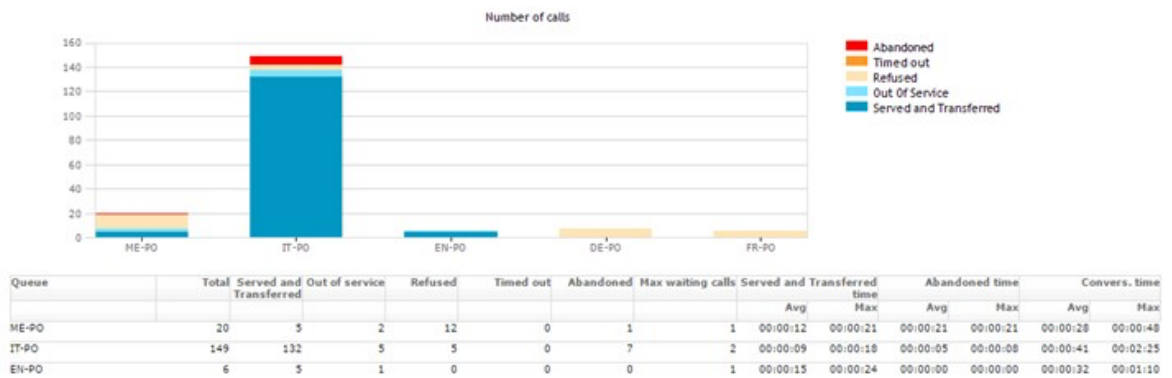 Number of calls
160
140
120
100
80
60
40
20
0
ME-PO IT-PO EN-PO DE-PO FR-PO
Abandoned
Timed out
Refused
Out Of Service
Served and Transferred
Queue Total Served and Transferred Out of service Refused Timed out Abandoned Max waiting calls Served and Transferred time Abandoned time Convers. time
Avg Max Avg Max Avg Max
ME-PO 20 5 2 12 0 1 1 00:00:12 00:00:21 00:00:21 00:00:21 00:00:28 00:00:48
IT-PO 149 132 5 5 0 7 2 00:00:09 00:00:18 00:00:05 00:00:08 00:00:41 00:02:25
EN-PO 6 5 1 0 0 0 1 00:00:15 00:00:24 00:00:00 00:00:00 00:00:32 00:01:10